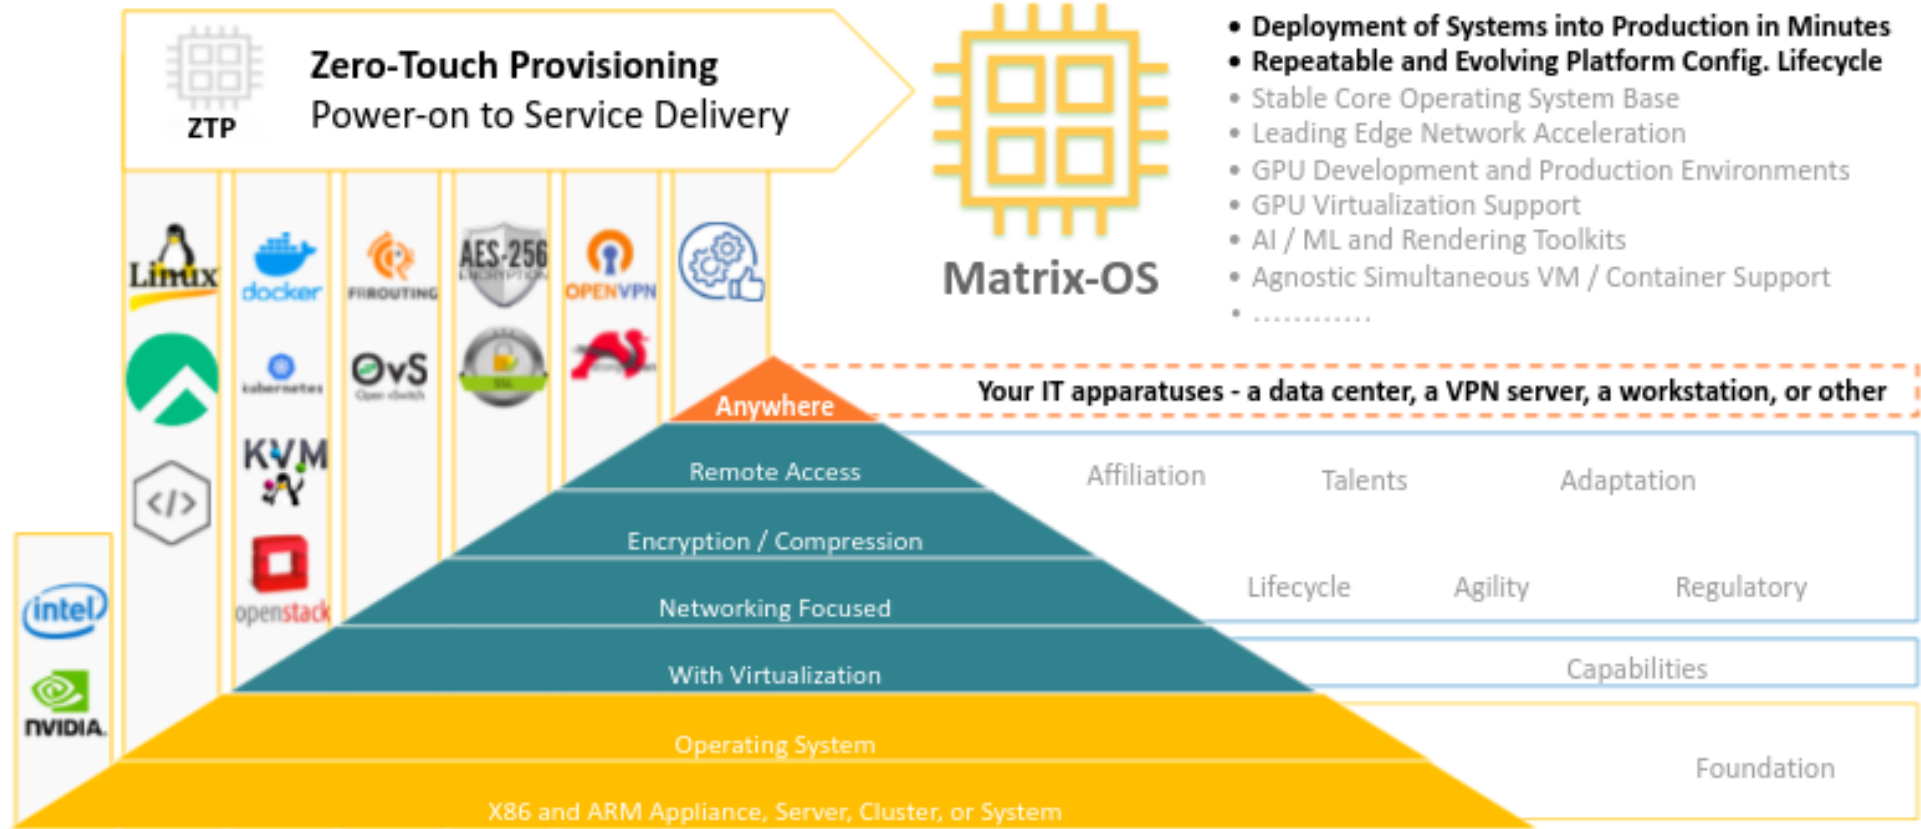 ZTP
Zero-Touch Provisioning
Power-on to Service Delivery
Matrix-OS
• Deployment of Systems into Production in Minutes
• Repeatable and Evolving Platform Config. Lifecycle
• Stable Core Operating System Base
• Leading Edge Network Acceleration
• GPU Development and Production Environments
• GPU Virtualization Support
• AI / ML and Rendering Toolkits
• Agnostic Simultaneous VM / Container Support
• ............
Linux
docker
kubernetes
KVM
openstack
FRROUTING
OvS
Open vSwitch
AES-256
ENCRYPTION
SSL
OPENVPN
intel
NVIDIA.
Anywhere
Your IT apparatuses - a data center, a VPN server, a workstation, or other
Remote Access
Encryption / Compression
Networking Focused
With Virtualization
Operating System
X86 and ARM Appliance, Server, Cluster, or System
Affiliation
Talents
Adaptation
Lifecycle
Agility
Regulatory
Capabilities
Foundation